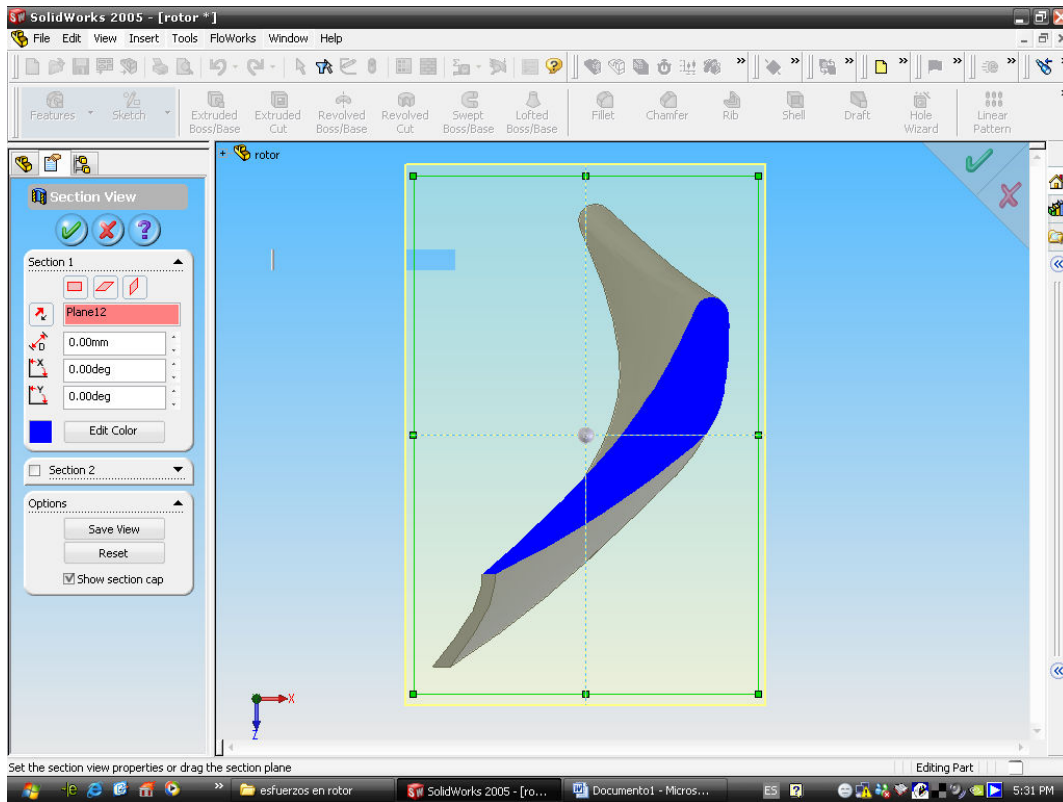 SolidWorks 2005 - [rotor *]
File Edit View Insert Tools FloWorks Window Help
Features Sketch Extruded Boss/Base Extruded Cut Revolved Boss/Base Revolved Cut Swept Boss/Base Lofted Boss/Base Fillet Chamfer Rib Shell Draft Hole Wizard Linear Pattern
+ rotor
Section View
Section 1
Plane12
D 0.00mm
X 0.00deg
Y 0.00deg
Edit Color
Section 2
Options
Save View
Reset
Show section cap
X
Z
Set the section view properties or drag the section plane
Editing Part
esfuerzos en rotor
SolidWorks 2005 - [ro...
Documento1 - Micros...
ES
5:31 PM